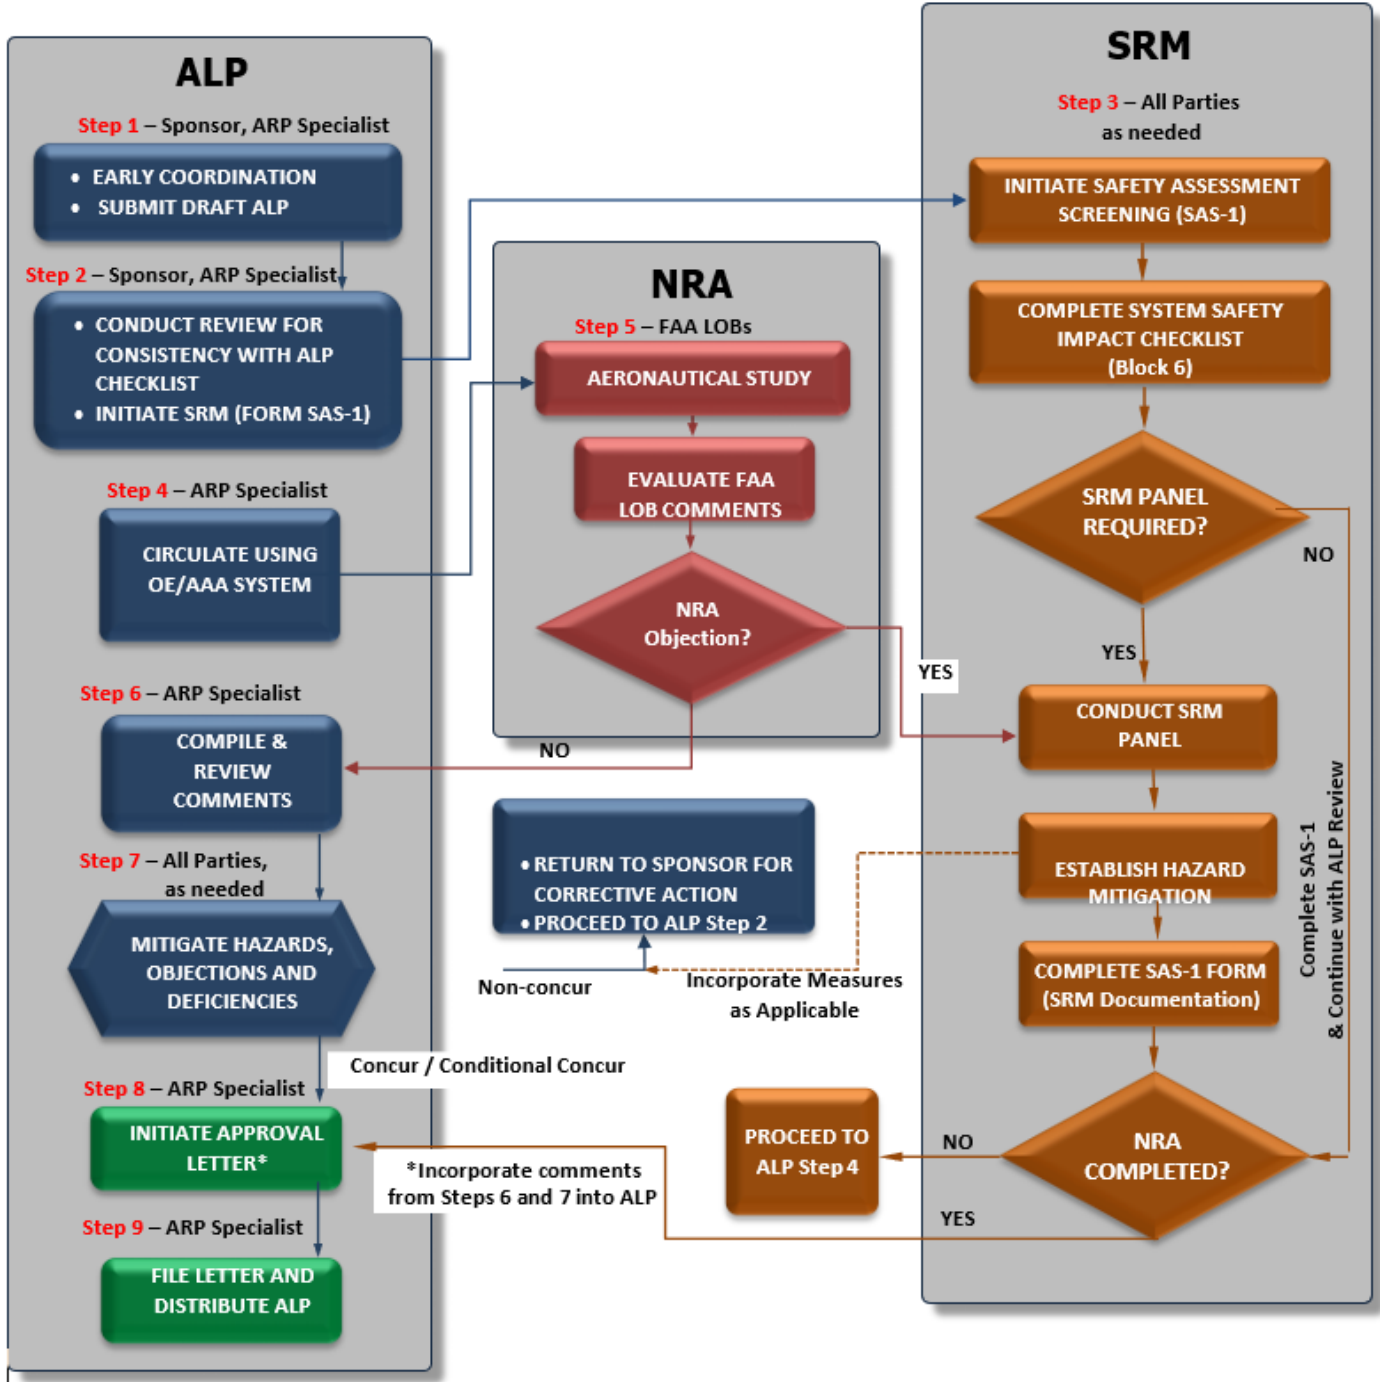 ALP
Step 1 – Sponsor, ARP Specialist
• EARLY COORDINATION
• SUBMIT DRAFT ALP
Step 2 – Sponsor, ARP Specialist
• CONDUCT REVIEW FOR
CONSISTENCY WITH ALP
CHECKLIST
• INITIATE SRM (FORM SAS-1)
Step 4 – ARP Specialist
CIRCULATE USING
OE/AAA SYSTEM
Step 6 – ARP Specialist
COMPILE &
REVIEW
COMMENTS
Step 7 – All Parties,
as needed
MITIGATE HAZARDS,
OBJECTIONS AND
DEFICIENCIES
Concur / Conditional Concur
Step 8 – ARP Specialist
INITIATE APPROVAL
LETTER*
*Incorporate comments
from Steps 6 and 7 into ALP
Step 9 – ARP Specialist
FILE LETTER AND
DISTRIBUTE ALP
NRA
Step 5 – FAA LOBs
AERONAUTICAL STUDY
EVALUATE FAA
LOB COMMENTS
NRA
Objection?
YES
NO
• RETURN TO SPONSOR FOR
CORRECTIVE ACTION
• PROCEED TO ALP Step 2
Non-concur
Incorporate Measures
as Applicable
SRM
Step 3 – All Parties
as needed
INITIATE SAFETY ASSESSMENT
SCREENING (SAS-1)
COMPLETE SYSTEM SAFETY
IMPACT CHECKLIST
(Block 6)
SRM PANEL
REQUIRED?
NO
YES
CONDUCT SRM
PANEL
ESTABLISH HAZARD
MITIGATION
COMPLETE SAS-1 FORM
(SRM Documentation)
Complete SAS-1
& Continue with ALP Review
NRA
COMPLETED?
NO
PROCEED TO
ALP Step 4
YES